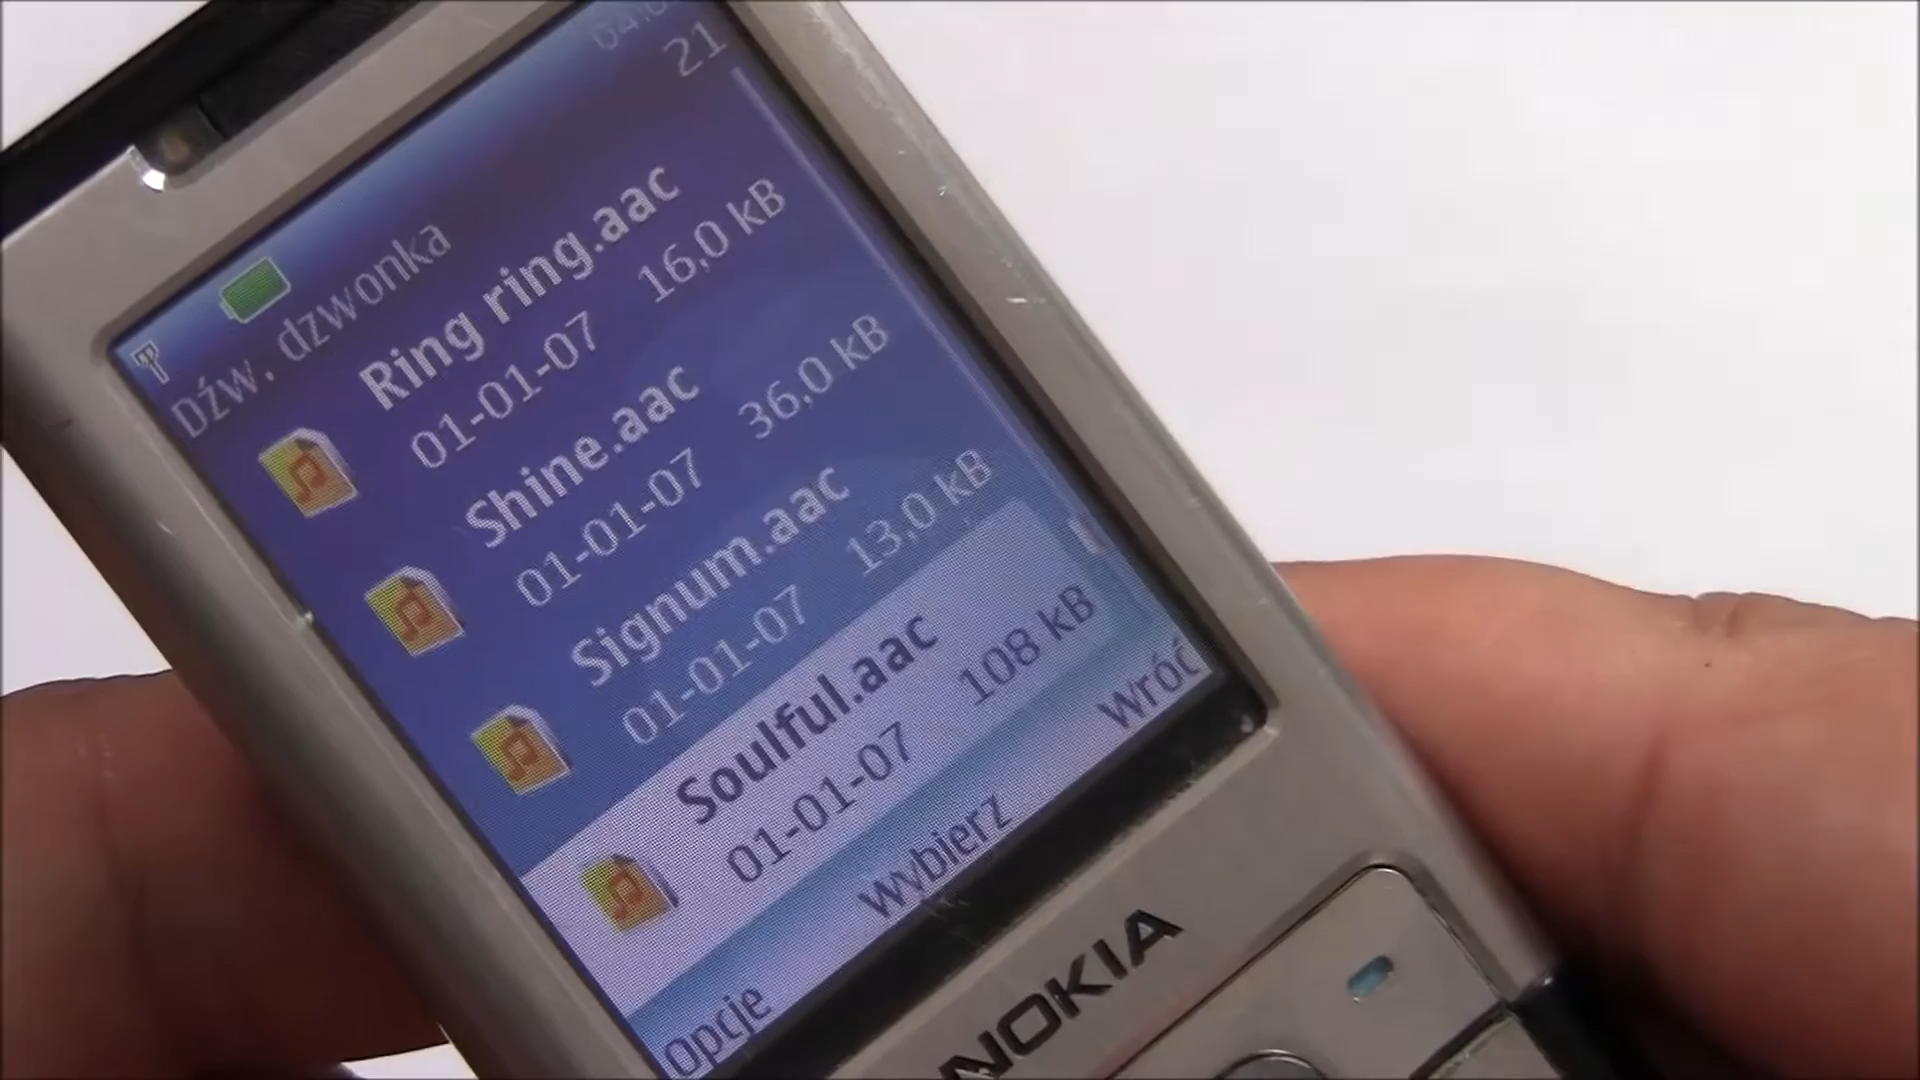 21
Dźw. dzwonka
Ring ring.aac
01-01-07 16,0 kB
Shine.aac
01-01-07 36,0 kB
Signum.aac
01-01-07 13,0 kB
Soulful.aac
01-01-07 108 kB
Opcje Wybierz Wróć
NOKIA